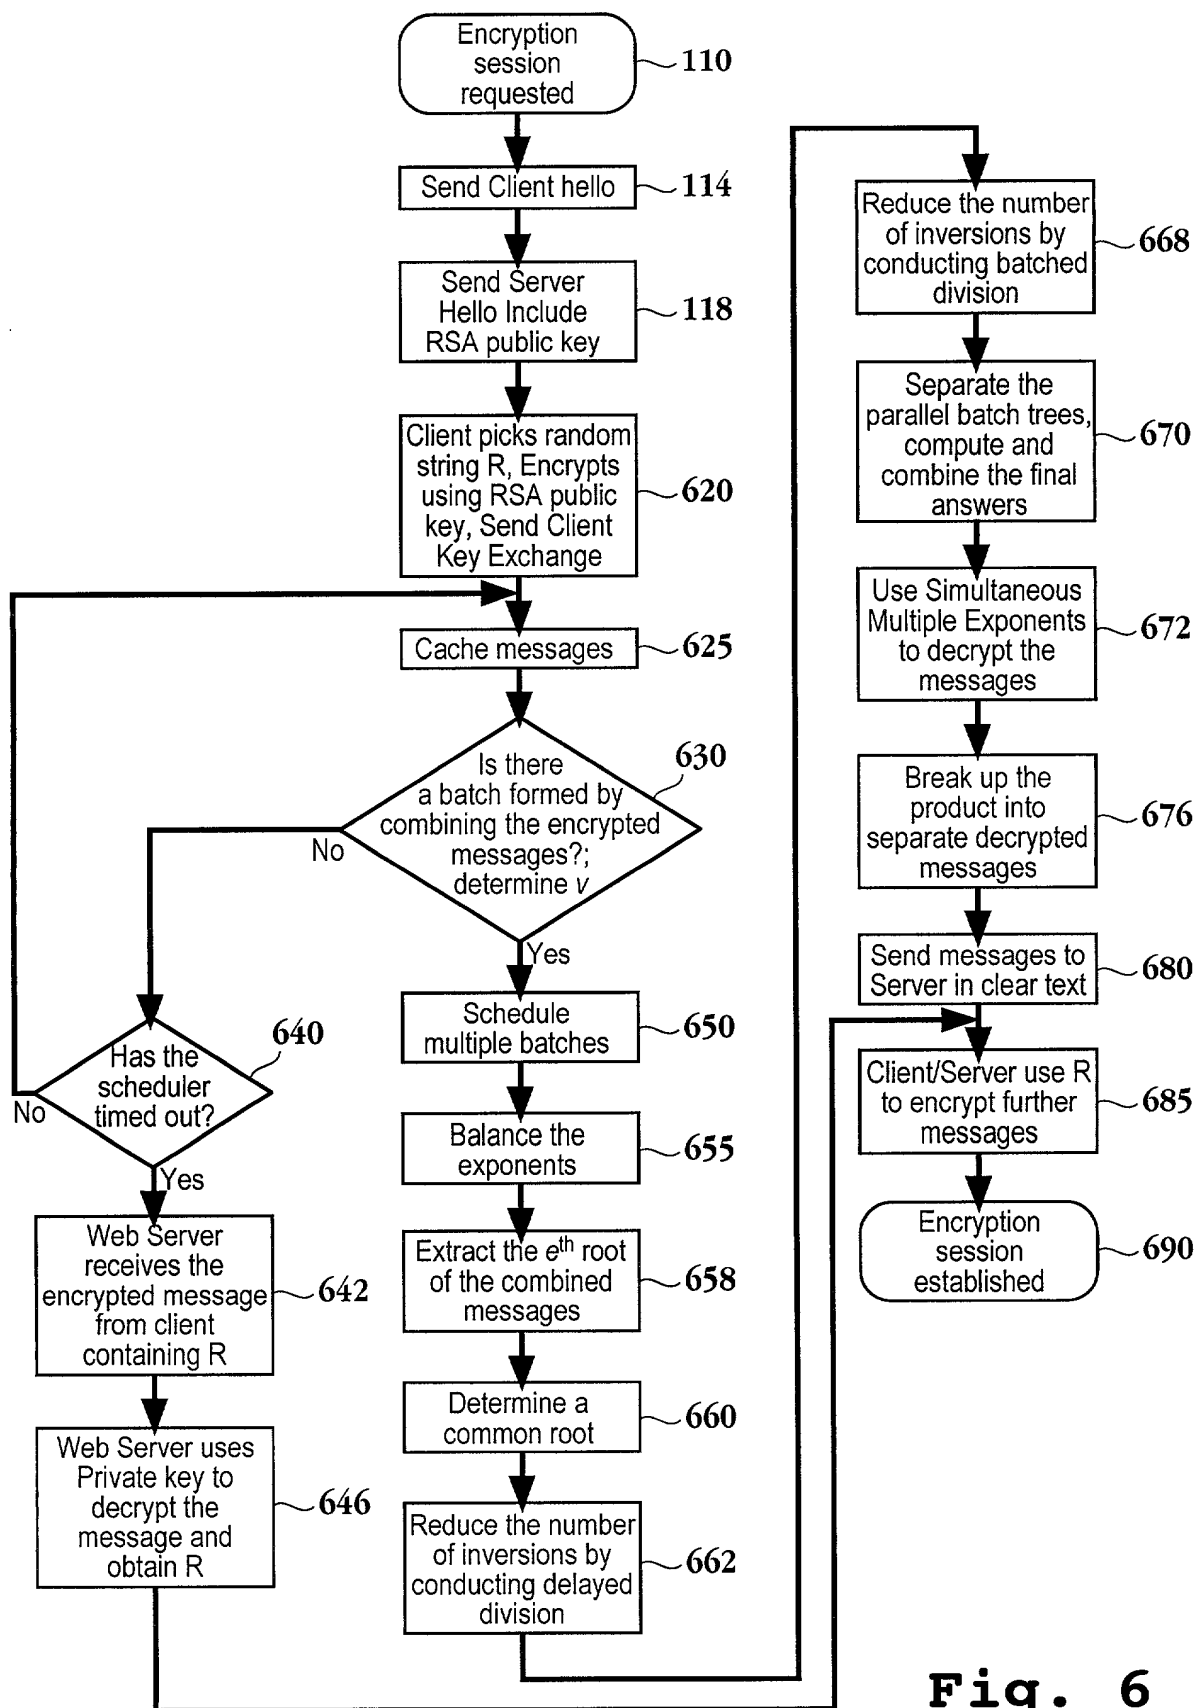 Encryption
session
requested
110
Send Client hello
114
Send Server
Hello Include
RSA public key
118
Client picks random
string R, Encrypts
using RSA public
key, Send Client
Key Exchange
620
Cache messages
625
Is there
a batch formed by
combining the encrypted
messages?;
determine v
630
No
Yes
Has the
scheduler
timed out?
640
No
Yes
Web Server
receives the
encrypted message
from client
containing R
642
Web Server uses
Private key to
decrypt the
message and
obtain R
646
Schedule
multiple batches
650
Balance the
exponents
655
Extract the eth root
of the combined
messages
658
Determine a
common root
660
Reduce the number
of inversions by
conducting delayed
division
662
Reduce the number
of inversions by
conducting batched
division
668
Separate the
parallel batch trees,
compute and
combine the final
answers
670
Use Simultaneous
Multiple Exponents
to decrypt the
messages
672
Break up the
product into
separate decrypted
messages
676
Send messages to
Server in clear text
680
Client/Server use R
to encrypt further
messages
685
Encryption
session
established
690
Fig. 6